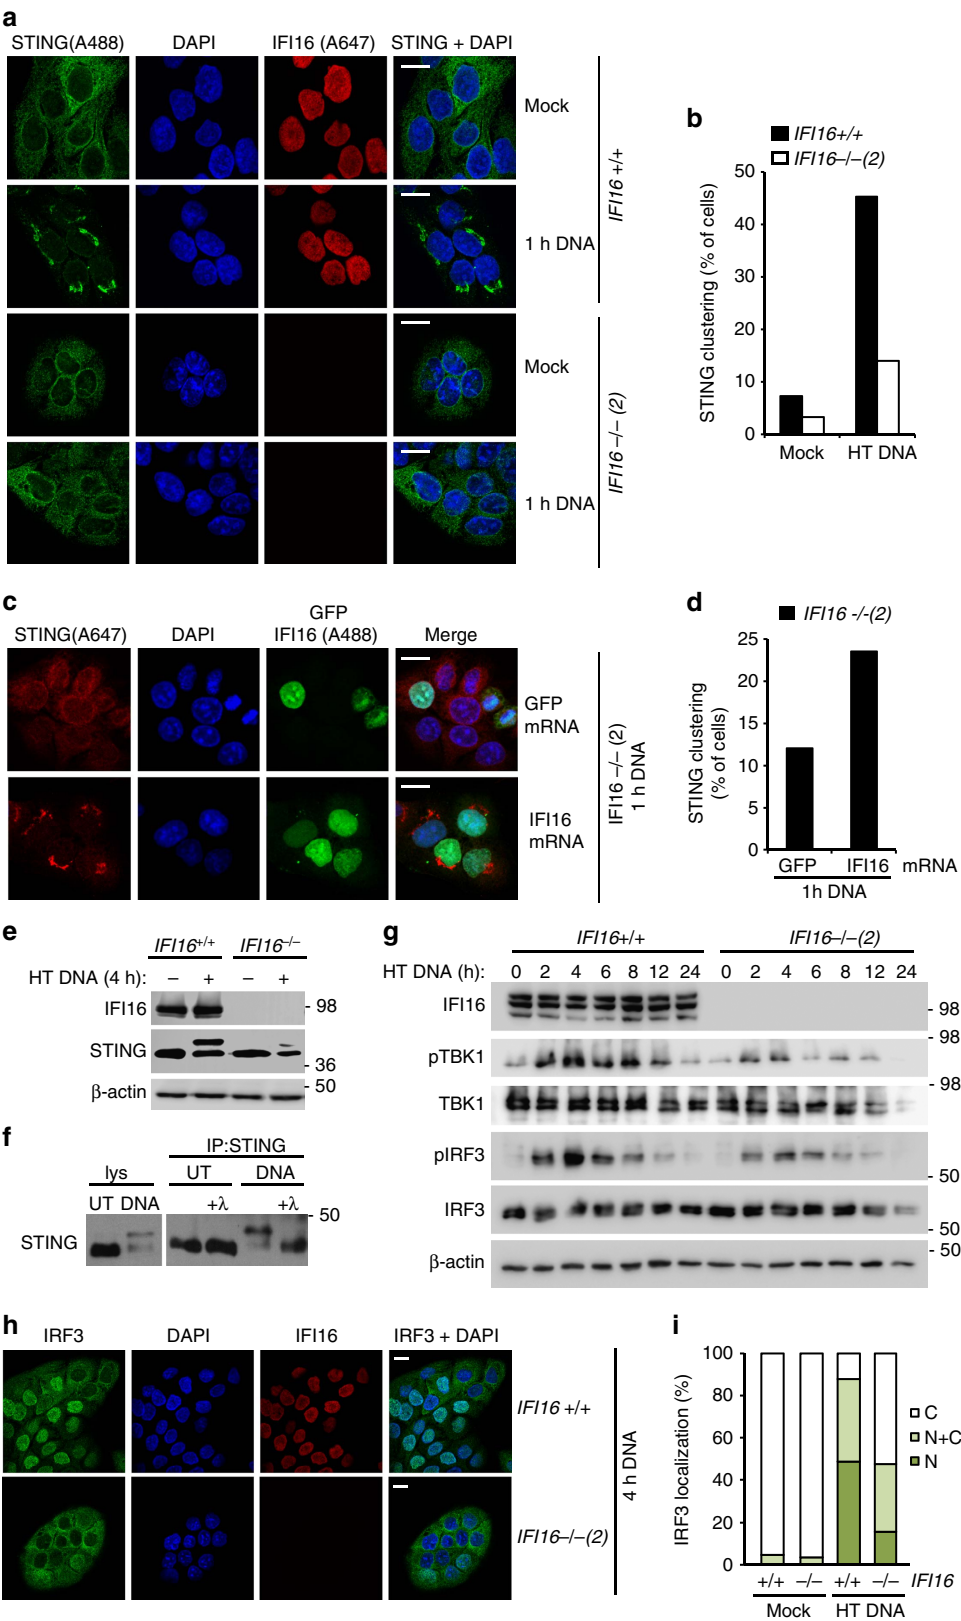 a
STING(A488) DAPI IFI16 (A647) STING + DAPI
Mock
1 h DNA
IFI16 +/+
Mock
1 h DNA
IFI16 –/– (2)
b
IFI16+/+
IFI16–/–(2)
STING clustering (% of cells)
50
40
30
20
10
0
Mock HT DNA
c
GFP
STING(A647) DAPI IFI16 (A488) Merge
GFP
mRNA
IFI16
mRNA
IFI16 –/– (2)
1 h DNA
d
IFI16 -/-(2)
STING clustering
(% of cells)
25
20
15
10
5
0
GFP IFI16 mRNA
1h DNA
e
IFI16+/+ IFI16–/–
HT DNA (4 h): – + – +
IFI16 - 98
STING - 36
β-actin - 50
f
IP:STING
lys UT DNA
UT DNA +λ +λ
STING - 50
g
IFI16+/+ IFI16–/–(2)
HT DNA (h): 0 2 4 6 8 12 24 0 2 4 6 8 12 24
IFI16 - 98
pTBK1 - 98
TBK1 - 98
pIRF3 - 50
IRF3 - 50
β-actin - 50
h
IRF3 DAPI IFI16 IRF3 + DAPI
IFI16 +/+
IFI16–/–(2)
4 h DNA
i
IRF3 localization (%)
100
80
60
40
20
0
C
N+C
N
+/+ –/– +/+ –/– IFI16
Mock HT DNA